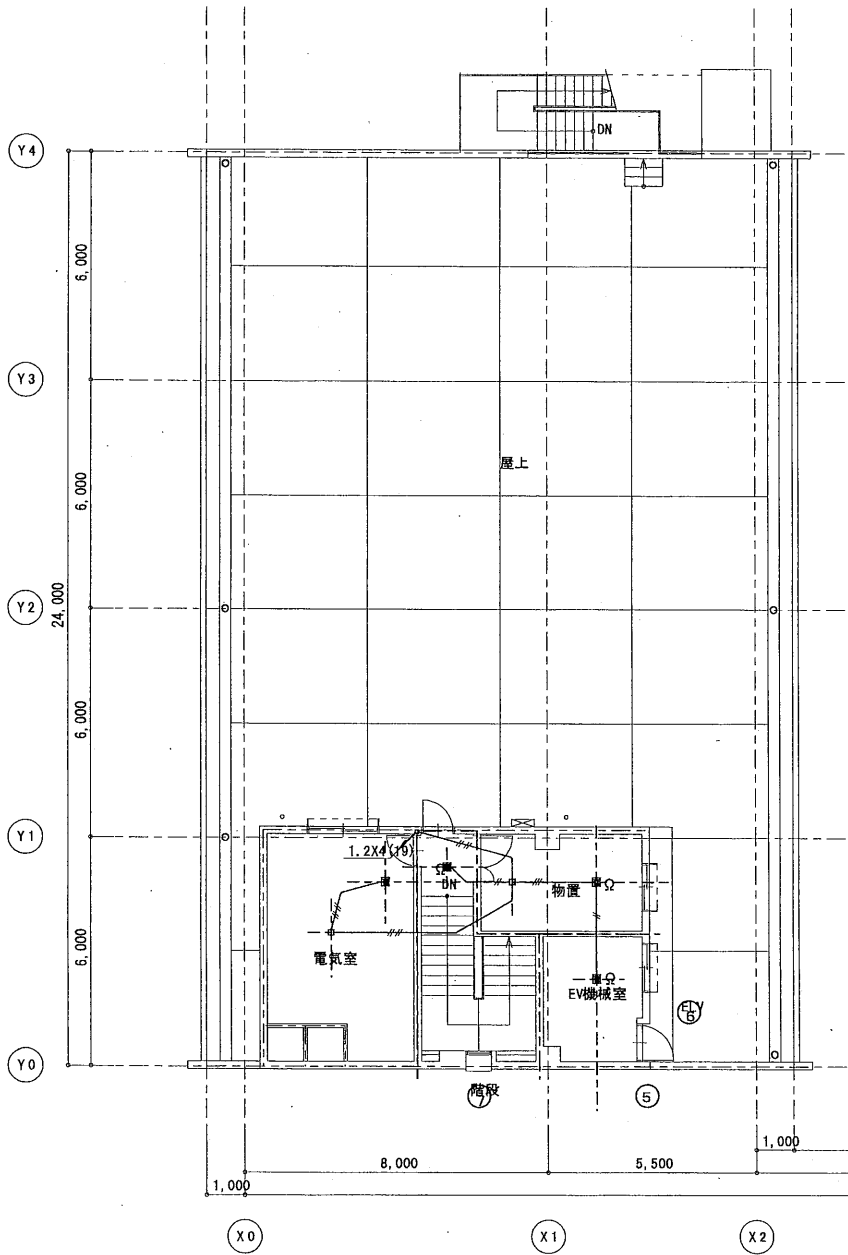 DN
Y4
6,000
Y3
屋上
6,000
24,000
Y2
6,000
Y1
1.2X4(19)
Ω
DN
物置
Ω
6,000
電気室
Ω
EV機械室
ELV
6
Y0
階段
7
5
1,000
8,000
5,500
1,000
X0
X1
X2